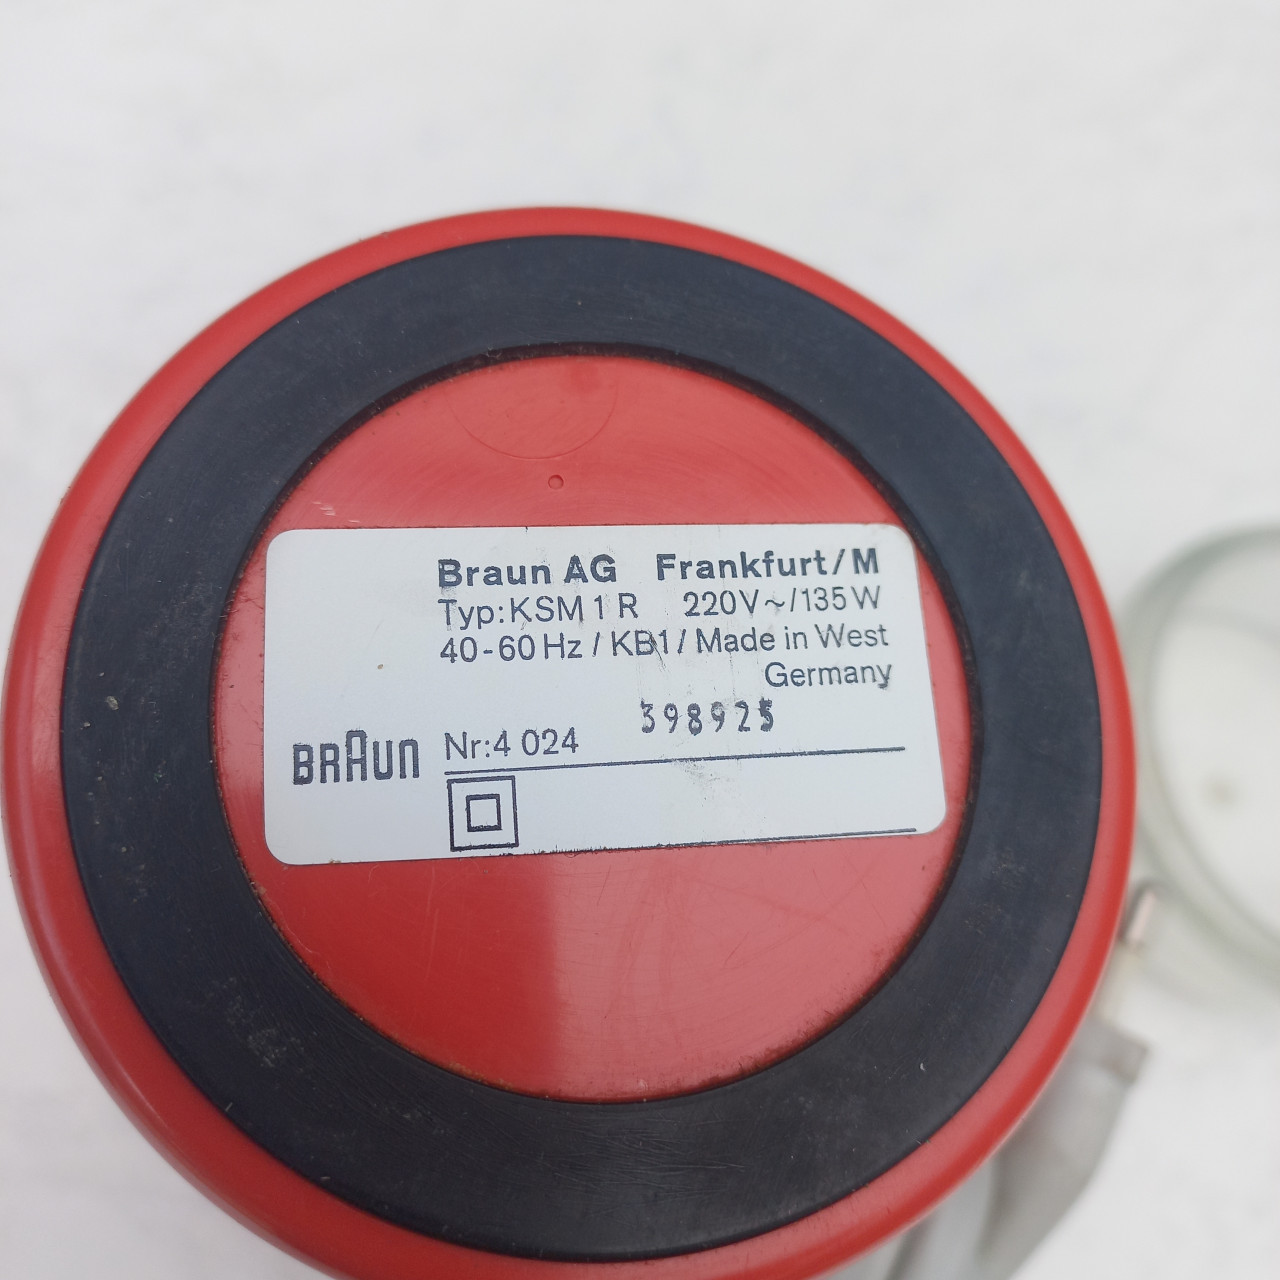 Braun AG Frankfurt/M
Typ: KSM 1 R 220V~/135W
40-60 Hz / KB1 / Made in West
Germany
398925
BRAUN Nr: 4 024